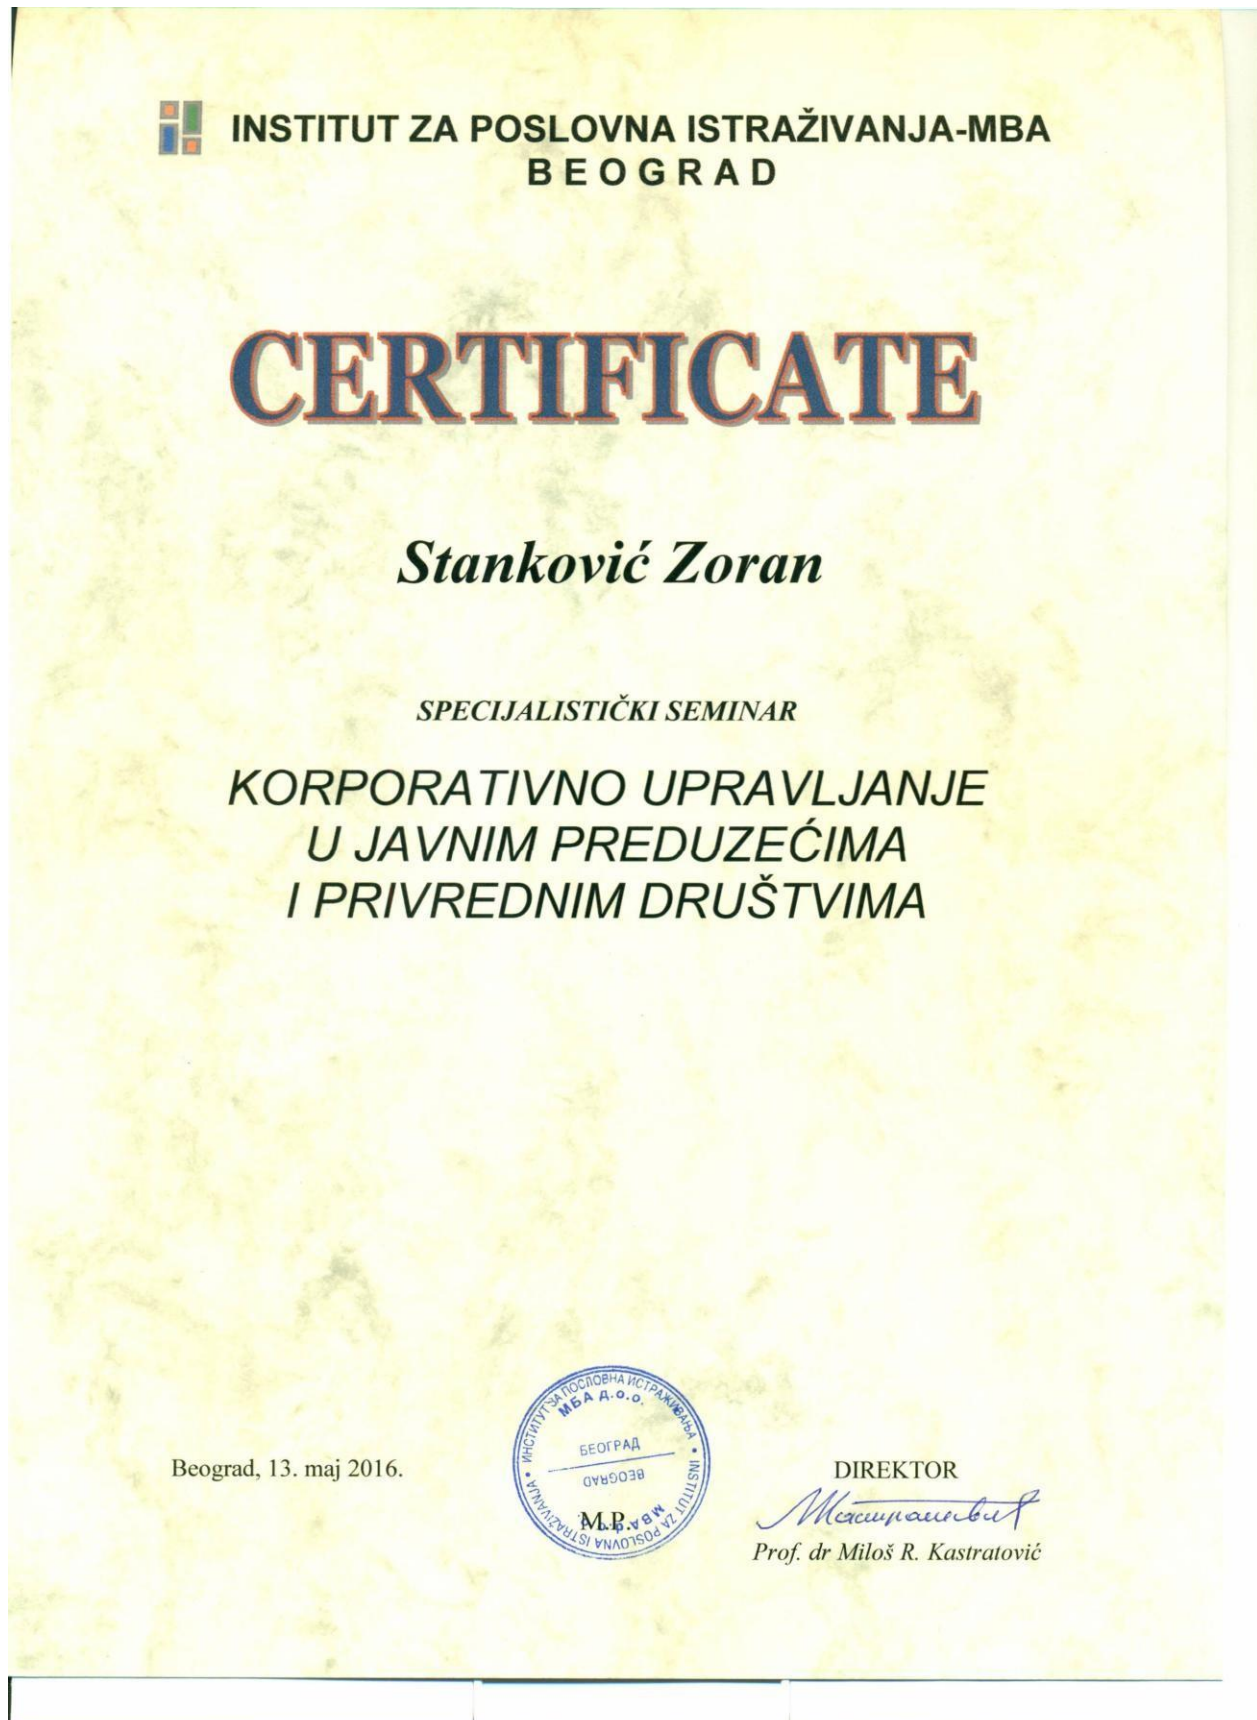 INSTITUT ZA POSLOVNA ISTRAŽIVANJA-MBA
B E O G R A D
CERTIFICATE
Stanković Zoran
SPECIJALISTIČKI SEMINAR
KORPORATIVNO UPRAVLJANJE
U JAVNIM PREDUZEĆIMA
I PRIVREDNIM DRUŠTVIMA
ИНСТИТУТ ЗА ПОСЛОВНА ИСТРАЖИВАЊА • INSTITUT ZA POSLOVNA ISTRAŽIVANJA •
МБА д.о.о.
БЕОГРАД
BEOGRAD
MBA d.o.o.
Beograd, 13. maj 2016.
M.P.
DIREKTOR
Prof. dr Miloš R. Kastratović